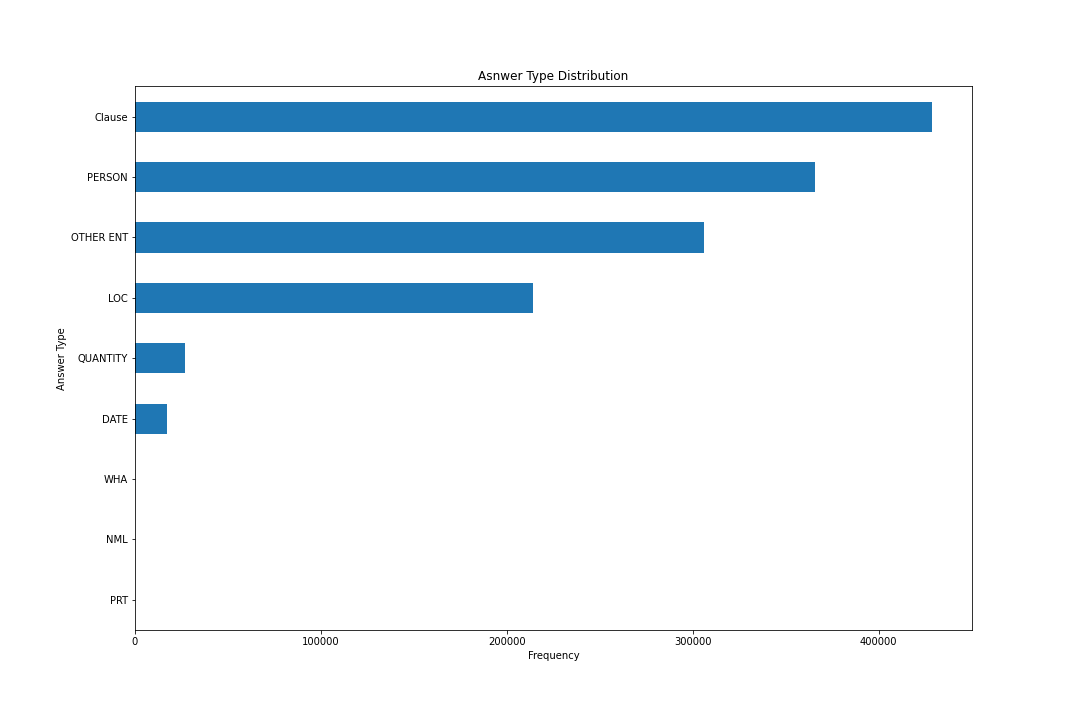 Asnwer Type Distribution
Clause
PERSON
OTHER ENT
LOC
QUANTITY
DATE
WHA
NML
PRT
Answer Type
0 100000 200000 300000 400000
Frequency